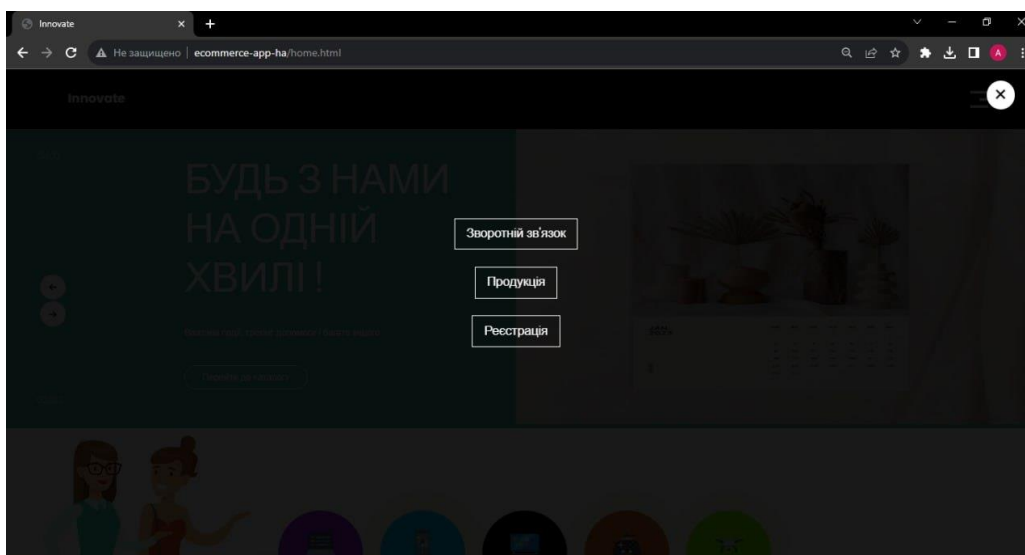 Innovate
Не защищено | ecommerce-app-ha/home.html
A
Innovate
БУДЬ З НАМИ
НА ОДНІЙ
ХВИЛІ !
Зворотній зв'язок
Продукція
Реєстрація